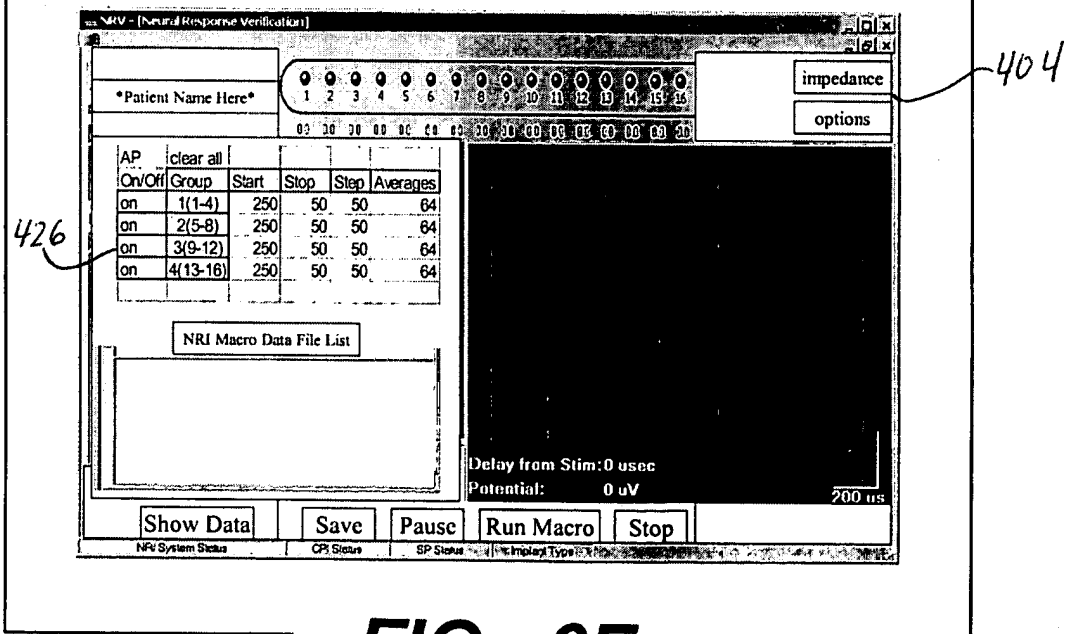 NRV - [Neural Response Verification]
*Patient Name Here*
1 2 3 4 5 6 7 8 9 10 11 12 13 14 15 16
impedance
options
404
AP clear all
On/Off Group Start Stop Step Averages
on 1(1-4) 250 50 50 64
on 2(5-8) 250 50 50 64
on 3(9-12) 250 50 50 64
on 4(13-16) 250 50 50 64
426
NRI Macro Data File List
Delay from Stim: 0 usec
Potential: 0 uV
200 us
Show Data Save Pause Run Macro Stop
NRI System Status CPI Status SP Status Implant Type
FIG.